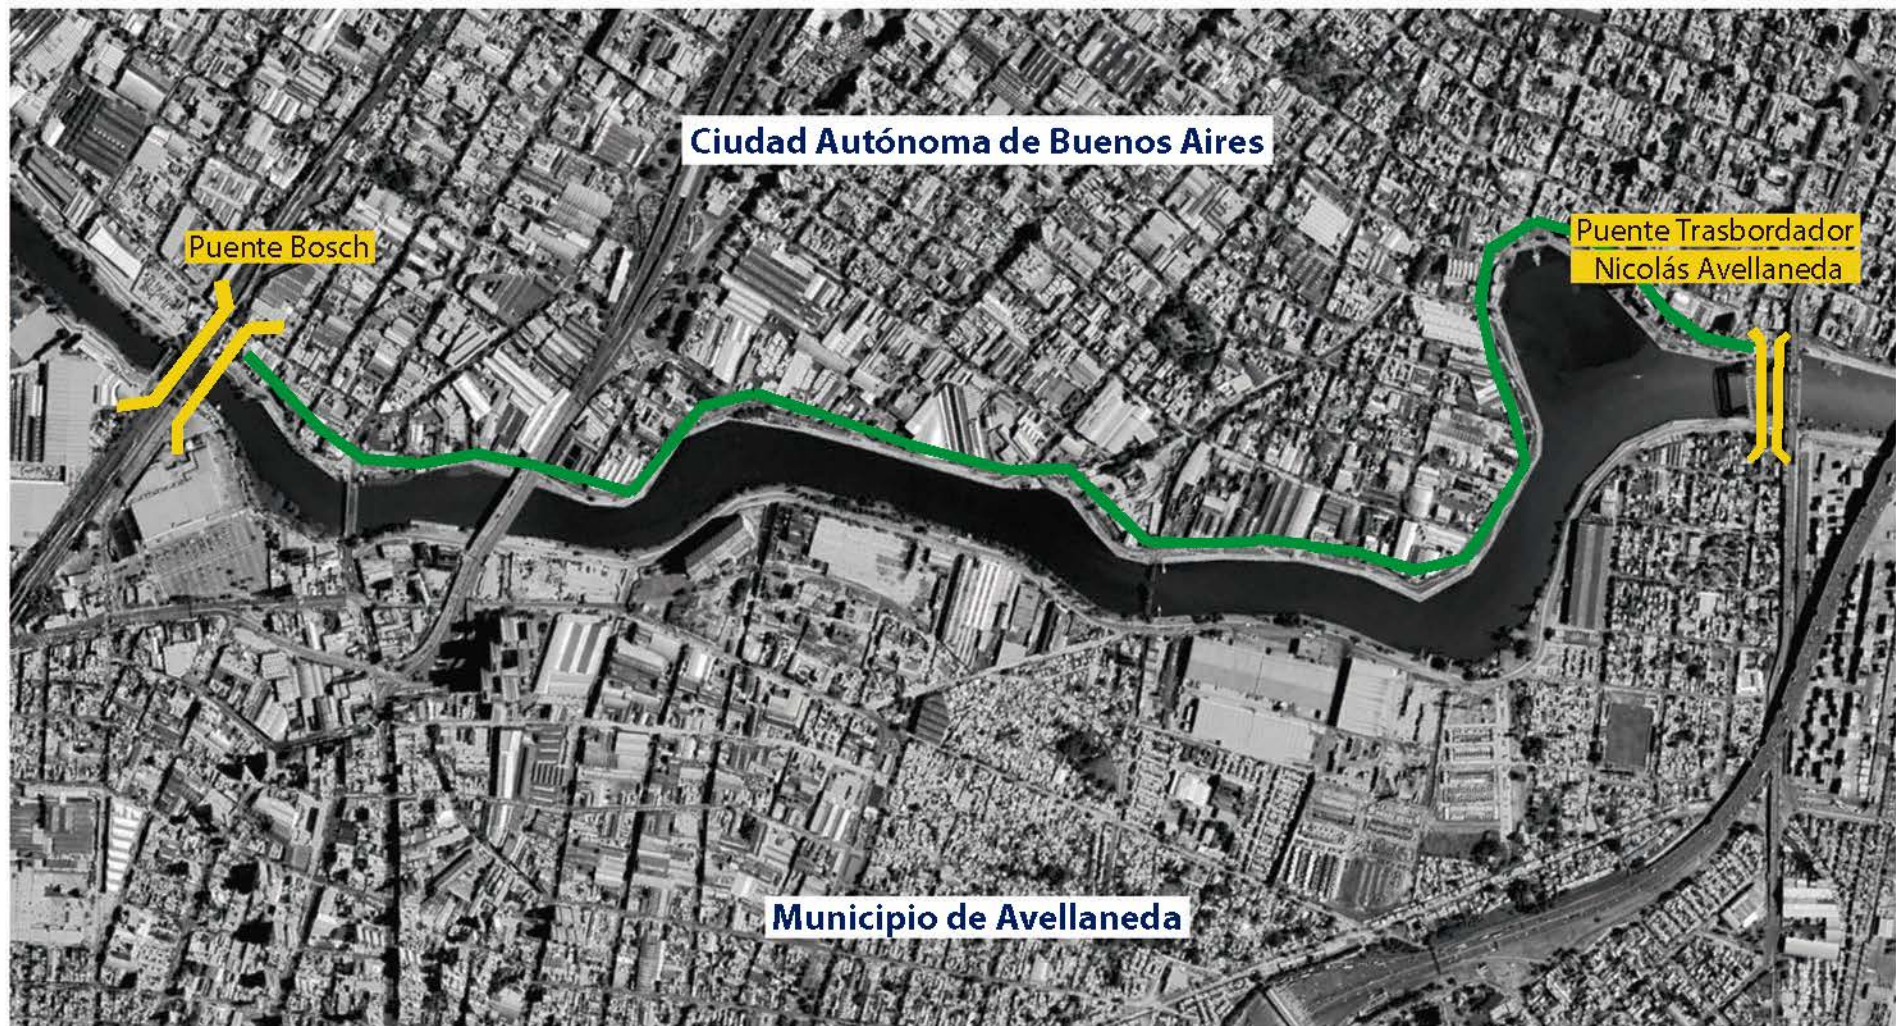 Ciudad Autónoma de Buenos Aires
Puente Bosch
Puente Trasbordador
Nicolás Avellaneda
Municipio de Avellaneda